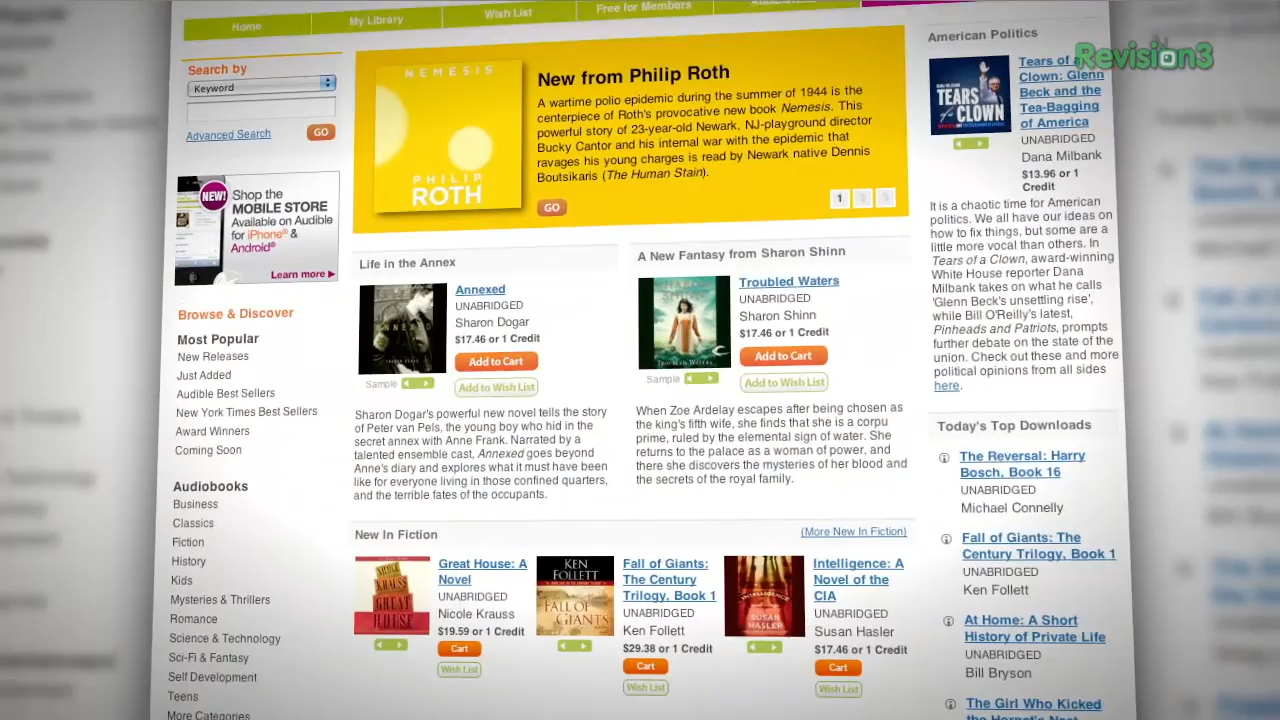 Home
My Library
Wish List
Free for Members
Search by
Keyword
Advanced Search
GO
NEW!
Shop the
MOBILE STORE
Available on Audible
for iPhone® &
Android®
Learn more ▶
Browse & Discover
Most Popular
New Releases
Just Added
Audible Best Sellers
New York Times Best Sellers
Award Winners
Coming Soon
Audiobooks
Business
Classics
Fiction
History
Kids
Mysteries & Thrillers
Romance
Science & Technology
Sci-Fi & Fantasy
Self Development
Teens
More Categories
NEMESIS
PHILIP
ROTH
New from Philip Roth
A wartime polio epidemic during the summer of 1944 is the
centerpiece of Roth's provocative new book Nemesis. This
powerful story of 23-year-old Newark, NJ-playground director
Bucky Cantor and his internal war with the epidemic that
ravages his young charges is read by Newark native Dennis
Boutsikaris (The Human Stain).
GO
1 2 3
Life in the Annex
ANNEXED
Sample
Annexed
UNABRIDGED
Sharon Dogar
$17.46 or 1 Credit
Add to Cart
Add to Wish List
Sharon Dogar's powerful new novel tells the story
of Peter van Pels, the young boy who hid in the
secret annex with Anne Frank. Narrated by a
talented ensemble cast, Annexed goes beyond
Anne's diary and explores what it must have been
like for everyone living in those confined quarters,
and the terrible fates of the occupants.
A New Fantasy from Sharon Shinn
SHARON SHINN
TROUBLED WATERS
Sample
Troubled Waters
UNABRIDGED
Sharon Shinn
$17.46 or 1 Credit
Add to Cart
Add to Wish List
When Zoe Ardelay escapes after being chosen as
the king's fifth wife, she finds that she is a corpu
prime, ruled by the elemental sign of water. She
returns to the palace as a woman of power, and
there she discovers the mysteries of her blood and
the secrets of the royal family.
New In Fiction
(More New In Fiction)
NICOLE
KRAUSS
GREAT
HOUSE
Great House: A
Novel
UNABRIDGED
Nicole Krauss
$19.59 or 1 Credit
Cart
Wish List
KEN
FOLLETT
FALL OF
GIANTS
Fall of Giants:
The Century
Trilogy, Book 1
UNABRIDGED
Ken Follett
$29.38 or 1 Credit
Cart
Wish List
INTELLIGENCE
SUSAN
HASLER
Intelligence: A
Novel of the
CIA
UNABRIDGED
Susan Hasler
$17.46 or 1 Credit
Cart
Wish List
American Politics
Revision3
TEARS
of a CLOWN
Tears of a
Clown: Glenn
Beck and the
Tea-Bagging
of America
UNABRIDGED
Dana Milbank
$13.96 or 1
Credit
It is a chaotic time for American
politics. We all have our ideas on
how to fix things, but some are a
little more vocal than others. In
Tears of a Clown, award-winning
White House reporter Dana
Milbank takes on what he calls
'Glenn Beck's unsettling rise',
while Bill O'Reilly's latest,
Pinheads and Patriots, prompts
further debate on the state of the
union. Check out these and more
political opinions from all sides
here.
Today's Top Downloads
The Reversal: Harry
Bosch, Book 16
UNABRIDGED
Michael Connelly
Fall of Giants: The
Century Trilogy, Book 1
UNABRIDGED
Ken Follett
At Home: A Short
History of Private Life
UNABRIDGED
Bill Bryson
The Girl Who Kicked
the Hornet's Nest